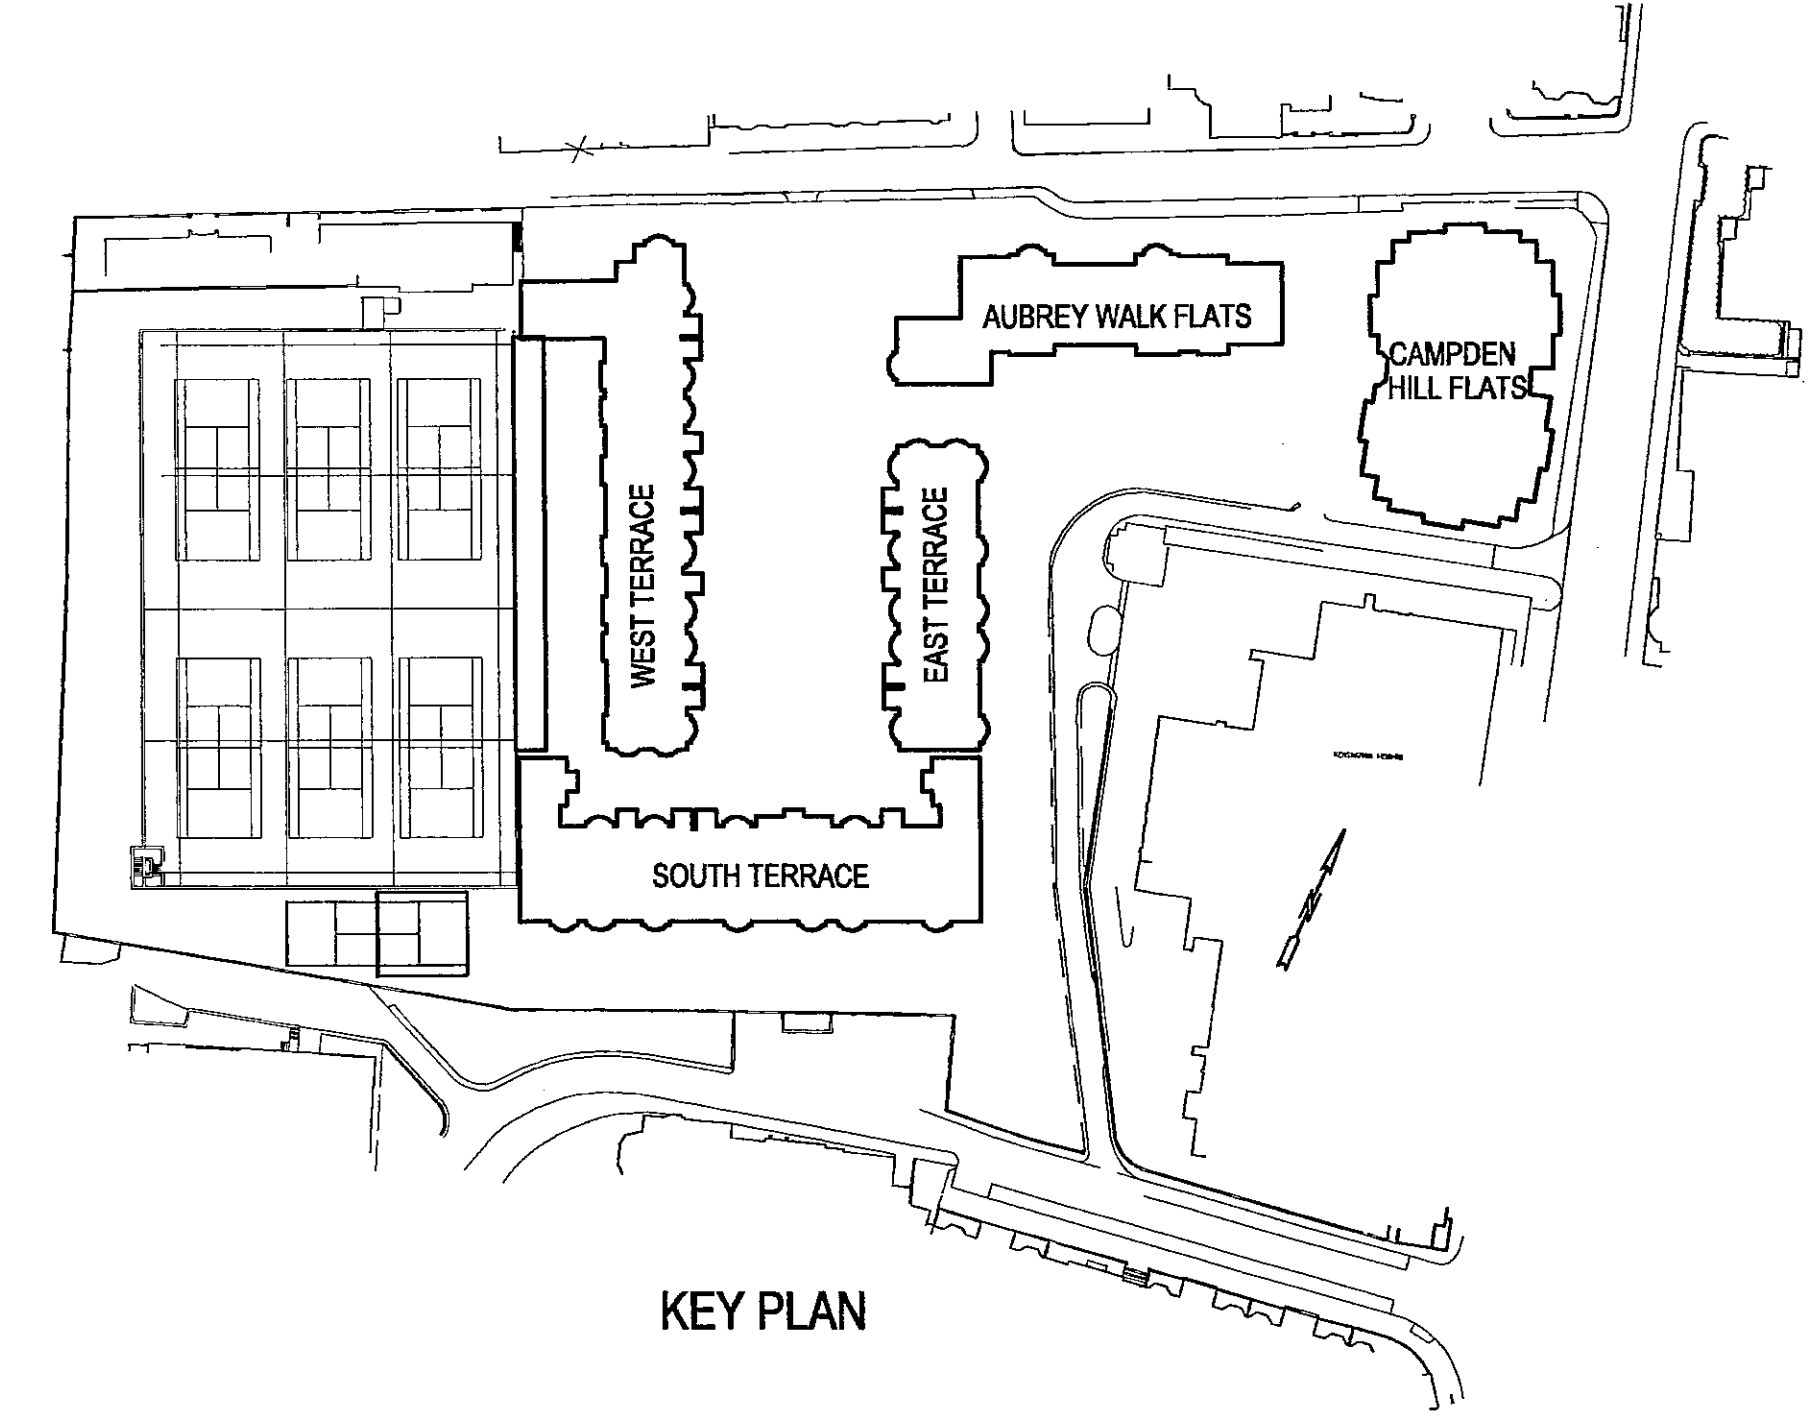 AUBREY WALK FLATS
CAMPDEN
HILL FLATS
WEST TERRACE
EAST TERRACE
SOUTH TERRACE
N
KEY PLAN